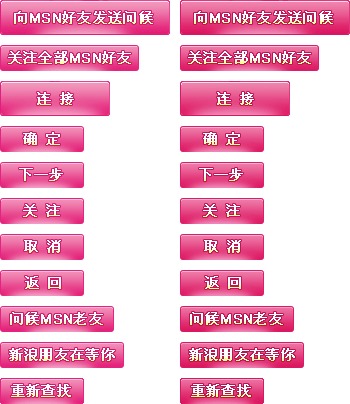 向MSN好友发送问候 向MSN好友发送问候
关注全部MSN好友 关注全部MSN好友
连 接 连 接
确 定 确 定
下一步 下一步
关 注 关 注
取 消 取 消
返 回 返 回
问候MSN老友 问候MSN老友
新浪朋友在等你 新浪朋友在等你
重新查找 重新查找